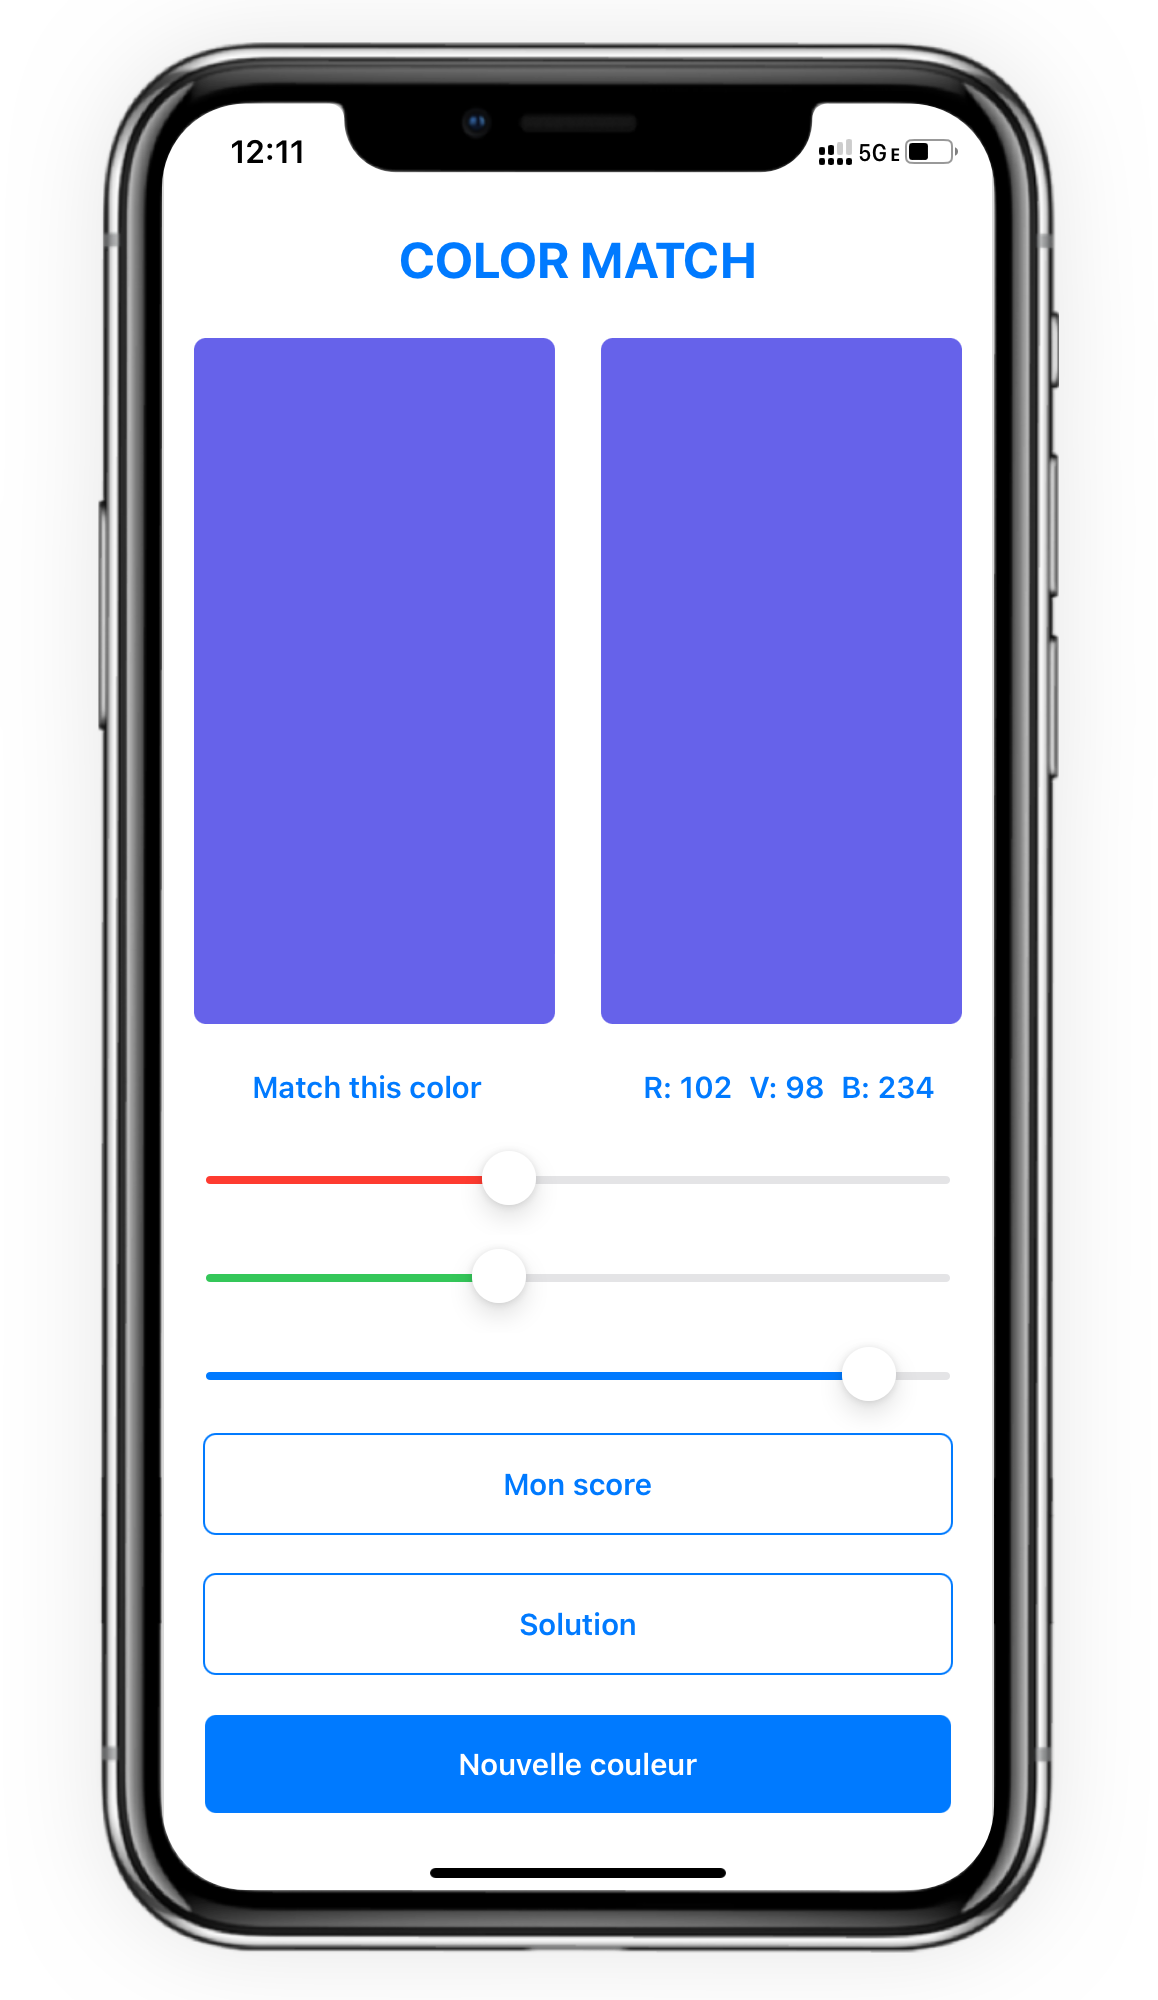 12:11 5G E
COLOR MATCH
Match this color
R: 102 V: 98 B: 234
Mon score
Solution
Nouvelle couleur